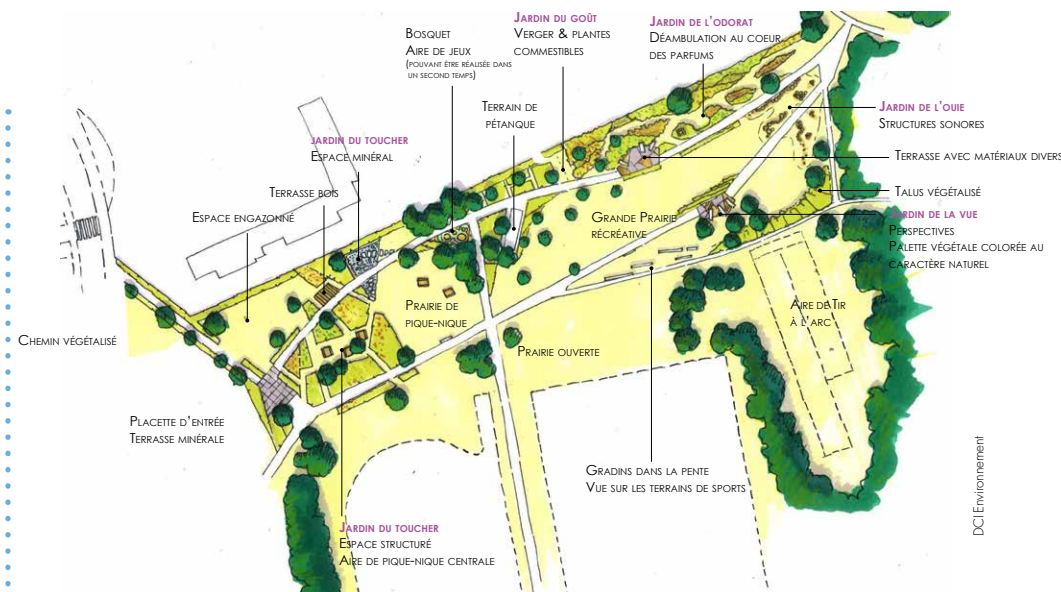 Jardin du goût
Verger & plantes
commestibles
Jardin de l'odorat
Déambulation au coeur
des parfums
Bosquet
Aire de jeux
(pouvant être réalisée dans
un second temps)
Terrain de
pétanque
Jardin de l'ouie
Structures sonores
jardin du toucher
Espace minéral
Terrasse avec matériaux divers
Terrasse bois
Talus végétalisé
Espace engazonné
Grande Prairie
récréative
Jardin de la vue
Perspectives
Palette végétale colorée au
caractère naturel
Prairie de
pique-nique
Aire de Tir
à l'arc
Chemin végétalisé
Prairie ouverte
Placette d'entrée
Terrasse minérale
Gradins dans la pente
Vue sur les terrains de sports
Jardin du toucher
Espace structuré
Aire de pique-nique centrale
DCI Environnement